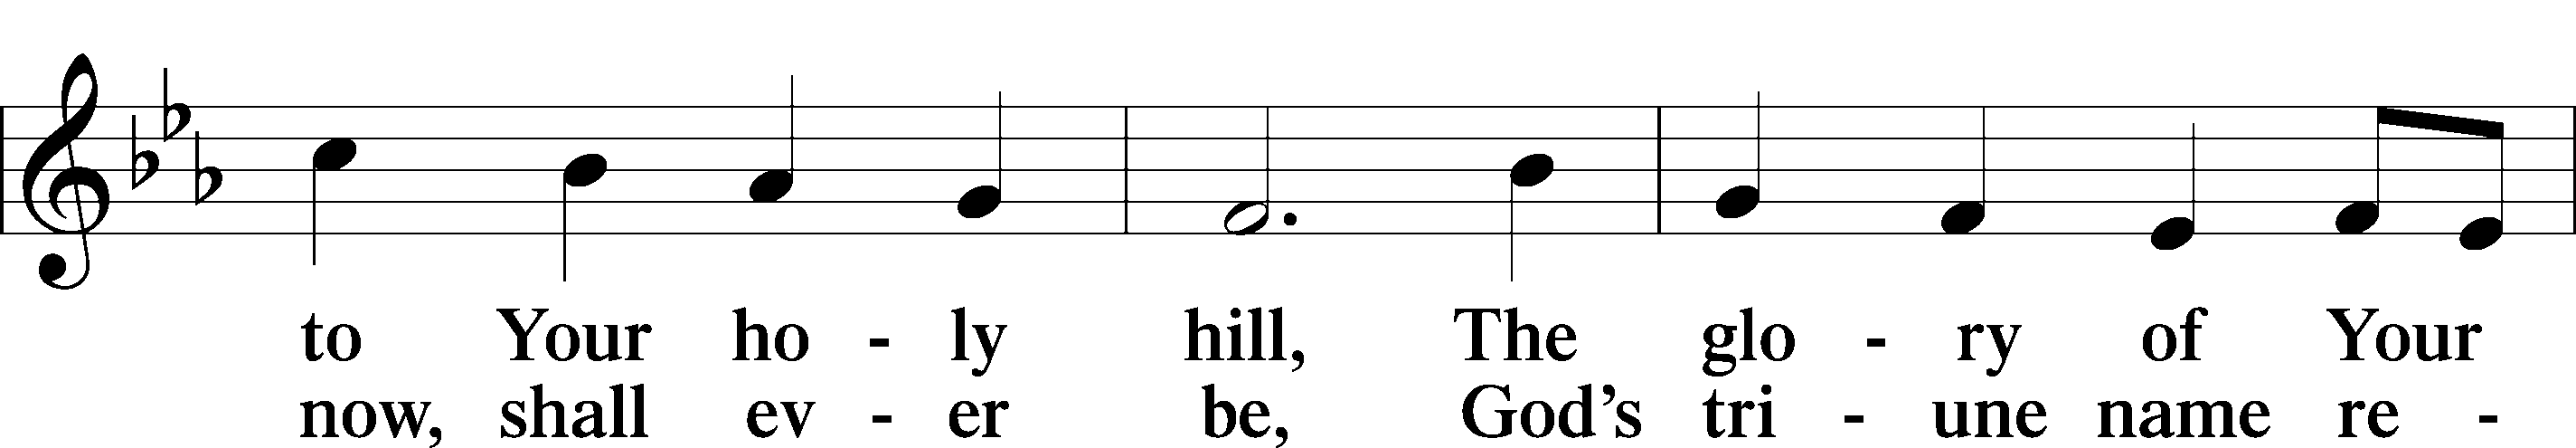 to Your ho - ly hill, The glo - ry of Your
now, shall ev - er be, God's tri - une name re -